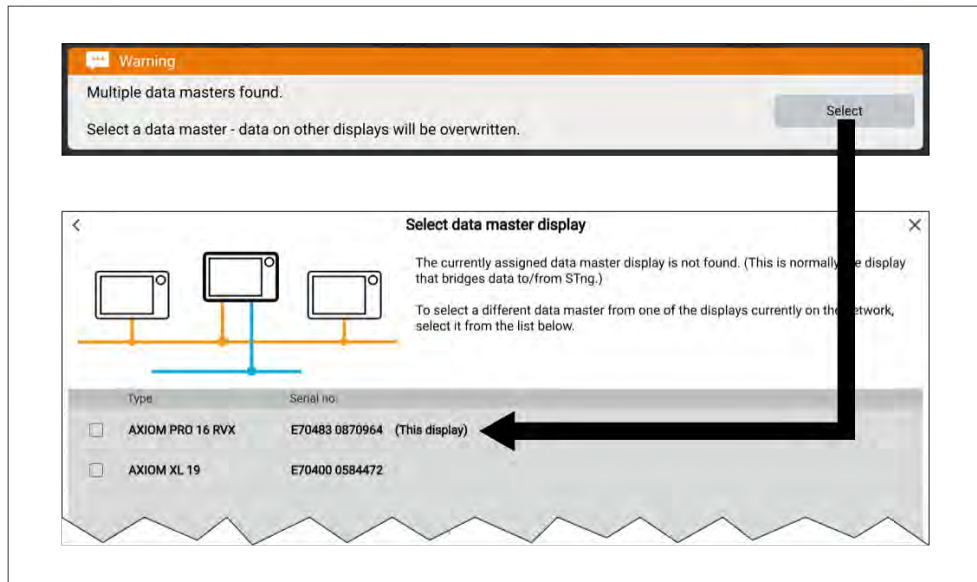 Warning
Multiple data masters found.
Select a data master - data on other displays will be overwritten.
Select
Select data master display
The currently assigned data master display is not found. (This is normally the display
that bridges data to/from STng.)
To select a different data master from one of the displays currently on the network,
select it from the list below.
Type Serial no.
AXIOM PRO 16 RVX E70483 0870964 (This display)
AXIOM XL 19 E70400 0584472